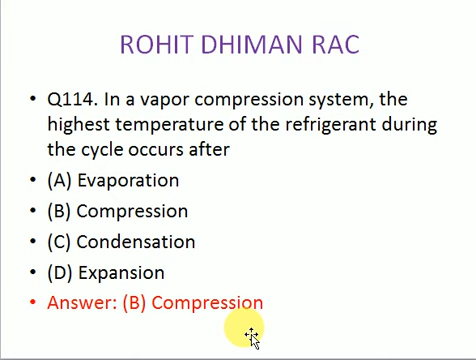 ROHIT DHIMAN RAC
• Q114. In a vapor compression system, the
highest temperature of the refrigerant during
the cycle occurs after
• (A) Evaporation
• (B) Compression
• (C) Condensation
• (D) Expansion
• Answer: (B) Compression